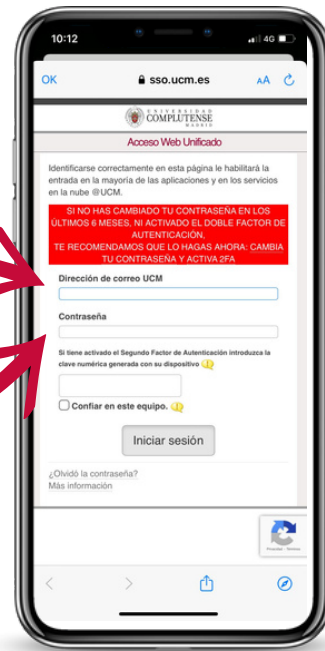 10:12
4G
OK
sso.ucm.es
AA
UNIVERSIDAD
COMPLUTENSE
MADRID
Acceso Web Unificado
Identificarse correctamente en esta página le habilitará la
entrada en la mayoría de las aplicaciones y en los servicios
en la nube @UCM.
SI NO HAS CAMBIADO TU CONTRASEÑA EN LOS
ÚLTIMOS 6 MESES, NI ACTIVADO EL DOBLE FACTOR DE
AUTENTICACIÓN,
TE RECOMENDAMOS QUE LO HAGAS AHORA: CAMBIA
TU CONTRASEÑA Y ACTIVA 2FA
Dirección de correo UCM
Contraseña
Si tiene activado el Segundo Factor de Autenticación introduzca la
clave numérica generada con su dispositivo
Confiar en este equipo.
Iniciar sesión
¿Olvidó la contraseña?
Más información
Privacidad - Términos